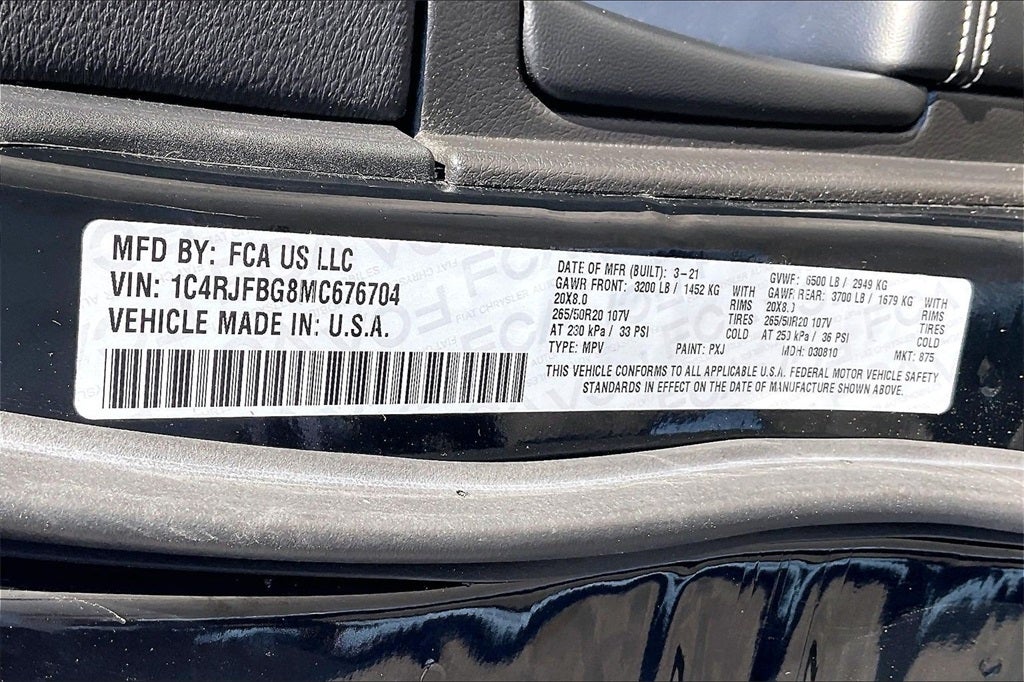 MFD BY: FCA US LLC
VIN: 1C4RJFBG8MC676704
VEHICLE MADE IN: U.S.A.
DATE OF MFR (BUILT): 3-21
GAWR FRONT: 3200 LB / 1452 KG WITH
20X8.0 RIMS
265/50R20 107V TIRES
AT 230 kPa / 33 PSI COLD
TYPE: MPV PAINT: PXJ
GVWR: 6500 LB / 2949 KG
GAWR REAR: 3700 LB / 1679 KG WITH
20X8.0 RIMS
265/50R20 107V TIRES
AT 250 kPa / 36 PSI COLD
MDH: 030810 MKT: 875
THIS VEHICLE CONFORMS TO ALL APPLICABLE U.S.A. FEDERAL MOTOR VEHICLE SAFETY
STANDARDS IN EFFECT ON THE DATE OF MANUFACTURE SHOWN ABOVE.